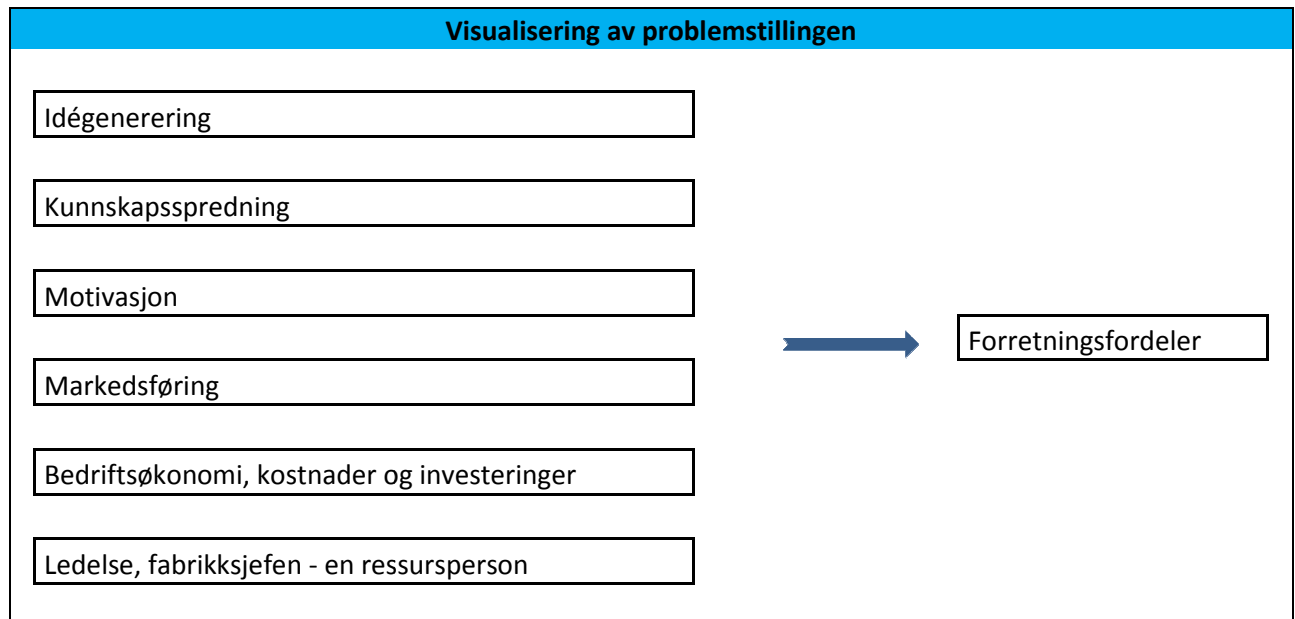 Visualisering av problemstillingen
Idégenerering
Kunnskapsspredning
Motivasjon
Forretningsfordeler
Markedsføring
Bedriftsøkonomi, kostnader og investeringer
Ledelse, fabrikksjefen - en ressursperson